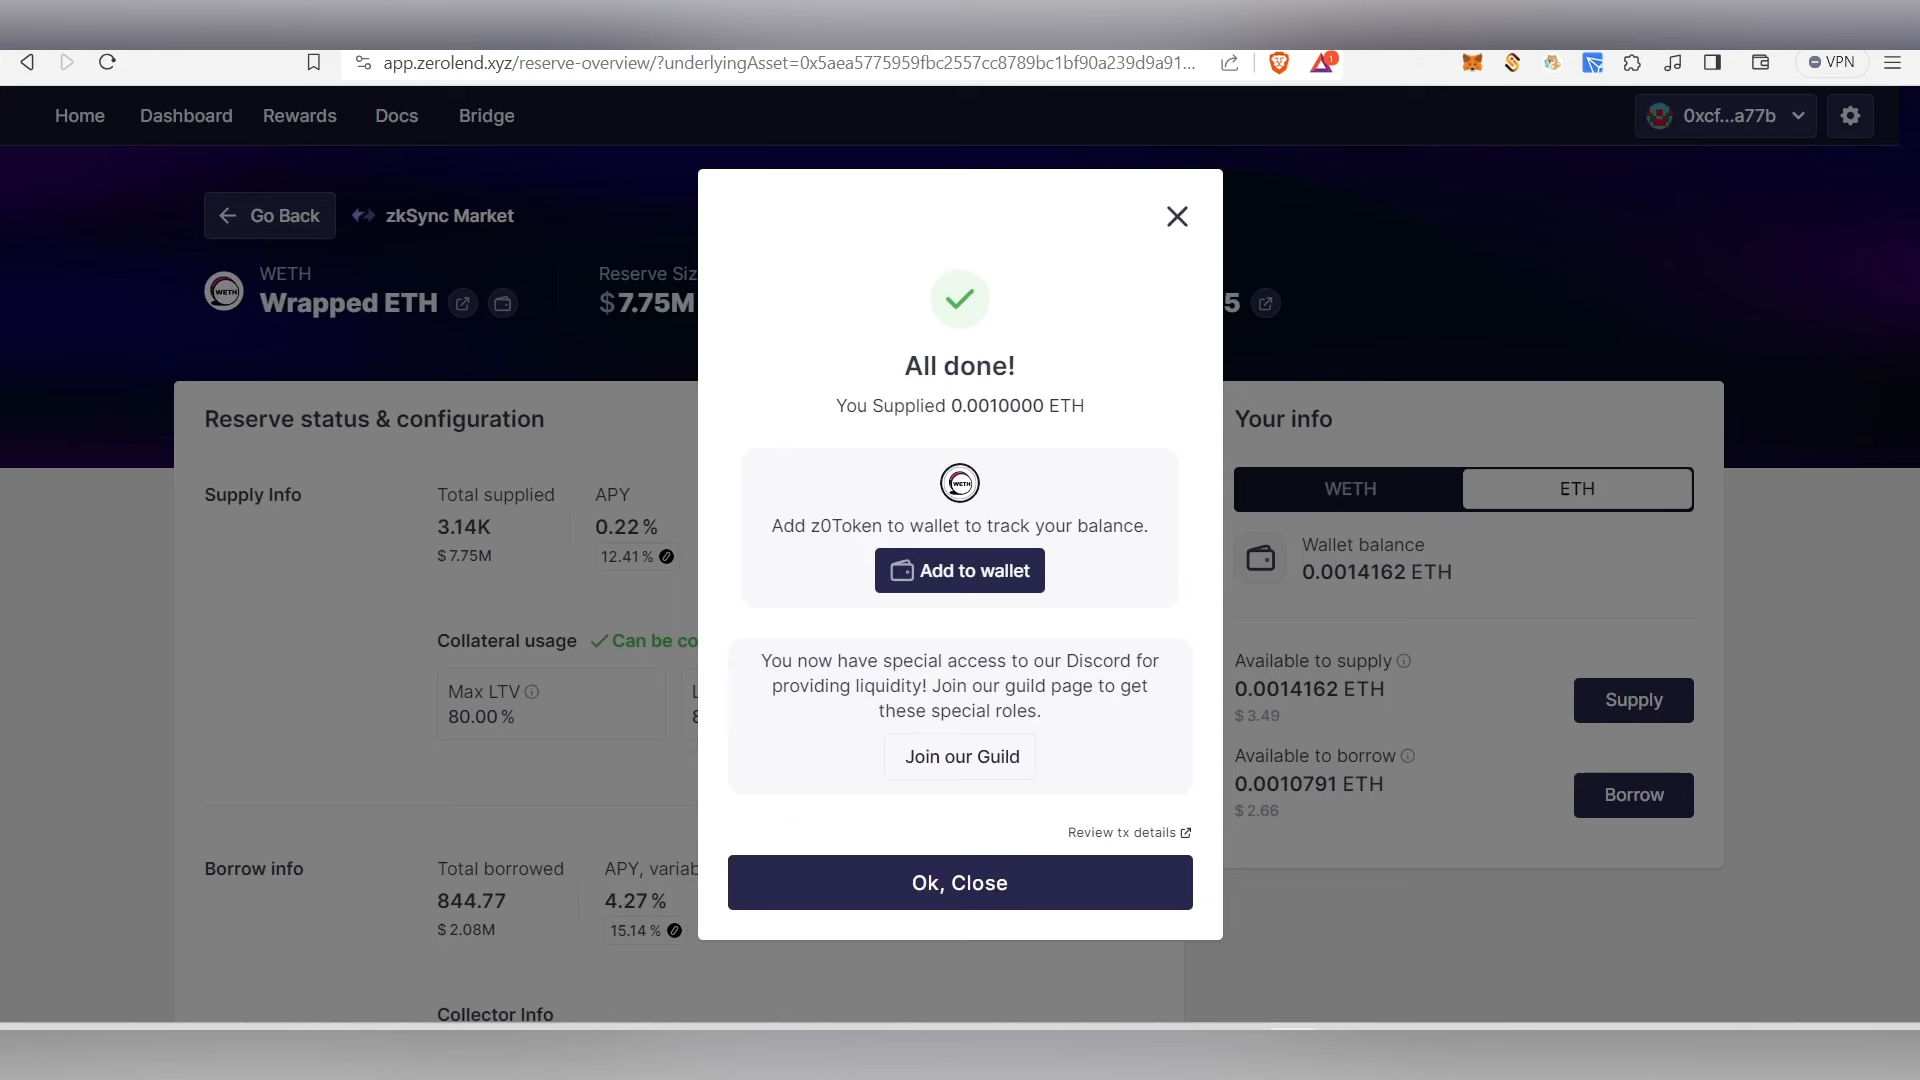 app.zerolend.xyz/reserve-overview/?underlyingAsset=0x5aea5775959fbc2557cc8789bc1bf90a239d9a91...
1
VPN
Home
Dashboard
Rewards
Docs
Bridge
0xcf...a77b
Go Back
zkSync Market
WETH
WETH
Wrapped ETH
Reserve Siz
$7.75M
5
All done!
You Supplied 0.0010000 ETH
WETH
Add z0Token to wallet to track your balance.
Add to wallet
You now have special access to our Discord for
providing liquidity! Join our guild page to get
these special roles.
Join our Guild
Review tx details
Ok, Close
Reserve status & configuration
Supply Info
Total supplied
3.14K
$7.75M
APY
0.22%
12.41%
Collateral usage
Can be co
Max LTV
80.00%
L
8
Borrow info
Total borrowed
844.77
$2.08M
APY, variab
4.27%
15.14%
Collector Info
Your info
WETH
ETH
Wallet balance
0.0014162 ETH
Available to supply
0.0014162 ETH
$3.49
Supply
Available to borrow
0.0010791 ETH
$2.66
Borrow